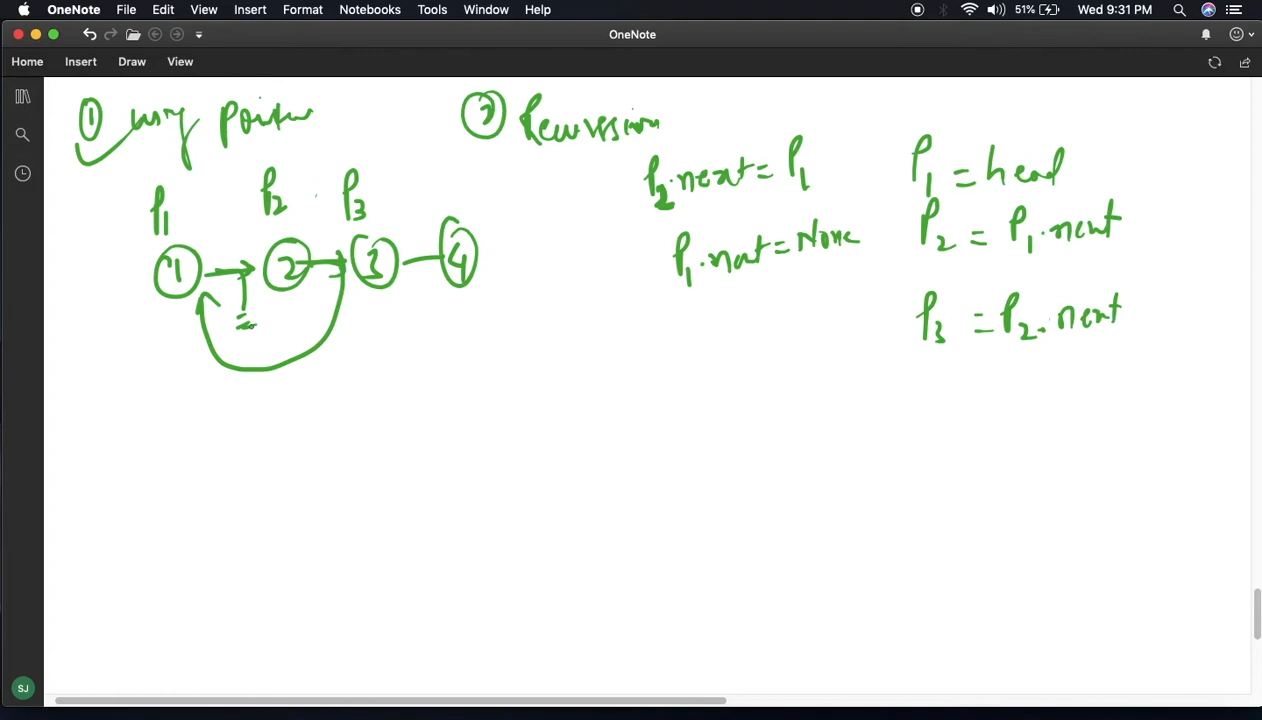 OneNote File Edit View Insert Format Notebooks Tools Window Help 51% Wed 9:31 PM
OneNote
Home Insert Draw View
① using pointer ② Recurssion
P2.next = P1
P1 = head
P1 P2 P3
P1.next = None
P2 = P1.next
1 2 3 4
P3 = P2.next
SJ